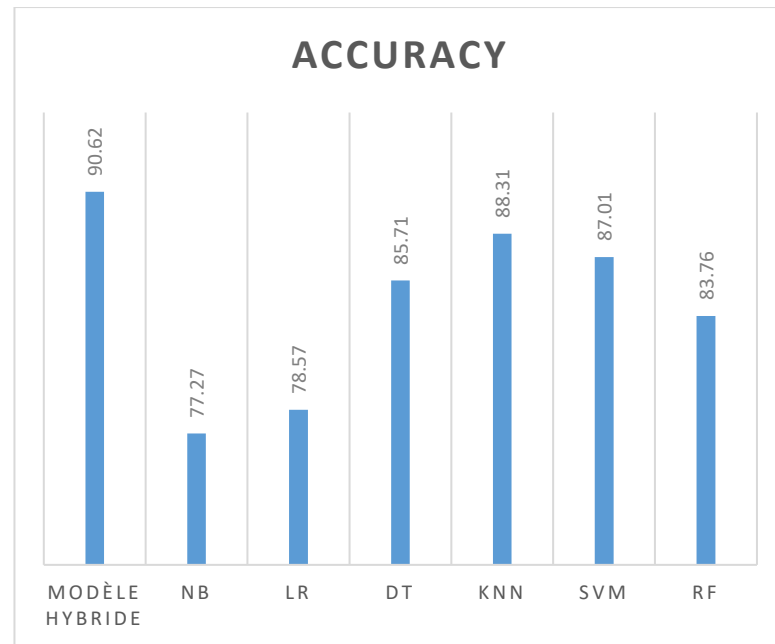 ACCURACY
90.62
77.27
78.57
85.71
88.31
87.01
83.76
MODÈLE
HYBRIDE
NB
LR
DT
KNN
SVM
RF